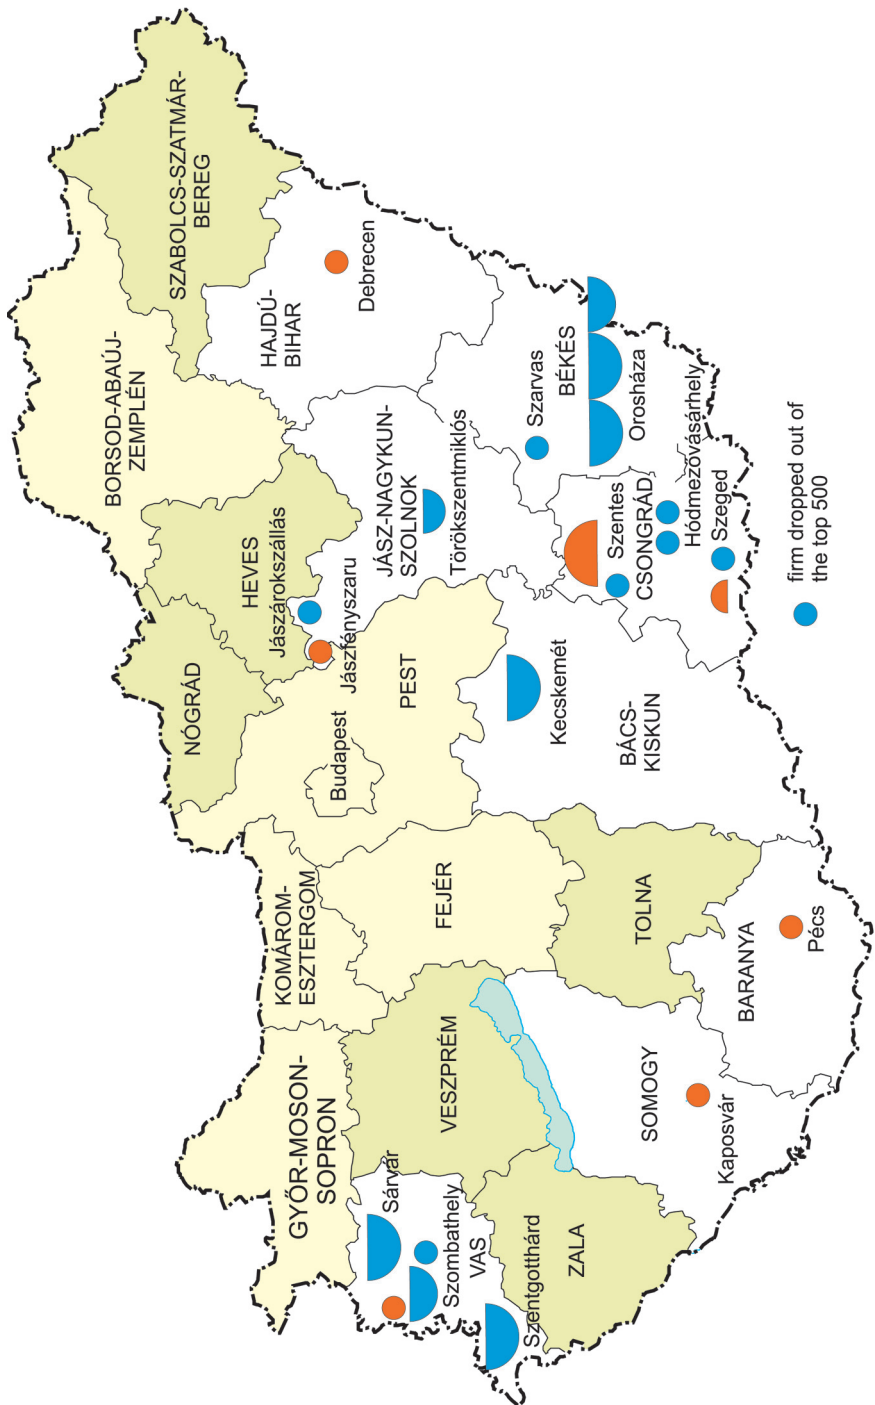 SZABOLCS-SZATMÁR-
BEREG
BORSOD-ABAÚJ-
ZEMPLÉN
HAJDÚ-
BIHAR
Debrecen
NÓGRÁD
HEVES
Jászárokszállás
Jászfényszaru
JÁSZ-NAGYKUN-
SZOLNOK
Törökszentmiklós
Szarvas
BÉKÉS
Orosháza
Szentes
CSONGRÁD
Hódmezővásárhely
Szeged
PEST
Budapest
Kecskemét
BÁCS-
KISKUN
KOMÁROM-
ESZTERGOM
FEJÉR
TOLNA
BARANYA
Pécs
GYŐR-MOSON-
SOPRON
VESZPRÉM
SOMOGY
Kaposvár
Sárvár
Szombathely
VAS
Szentgotthárd
ZALA
firm dropped out of
the top 500